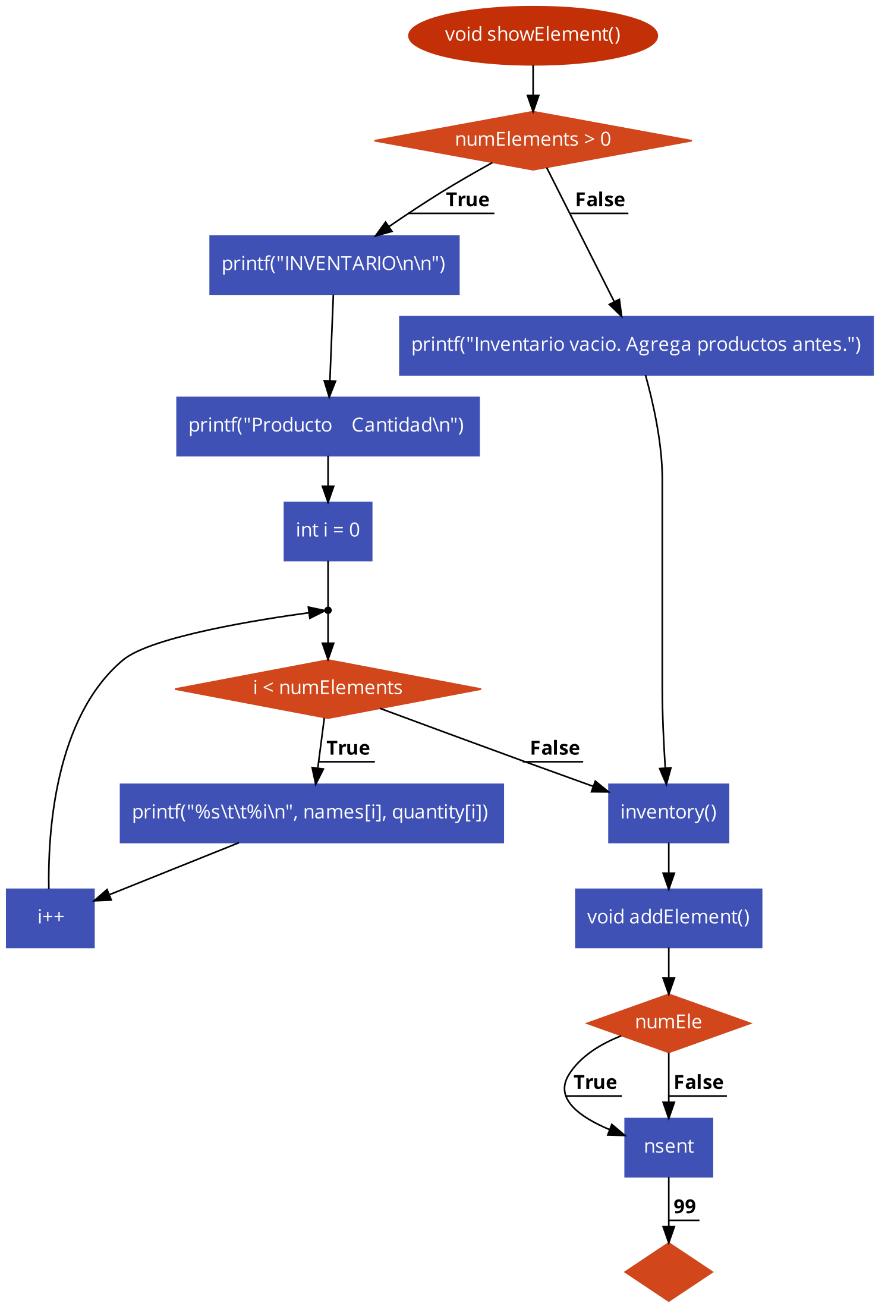 void showElement()
numElements > 0
True
False
printf("INVENTARIO\n\n")
printf("Inventario vacio. Agrega productos antes.")
printf("Producto    Cantidad\n")
int i = 0
i < numElements
True
False
printf("%s\t\t%i\n", names[i], quantity[i])
inventory()
i++
void addElement()
numEle
True
False
nsent
99